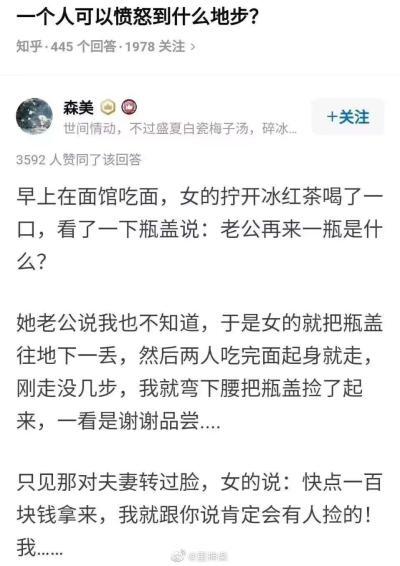 一个人可以愤怒到什么地步？
知乎·445 个回答·1978 关注 >
森美
+关注
世间情动，不过盛夏白瓷梅子汤，碎冰...
3592 人赞同了该回答
早上在面馆吃面，女的拧开冰红茶喝了一
口，看了一下瓶盖说：老公再来一瓶是什
么？
她老公说我也不知道，于是女的就把瓶盖
往地下一丢，然后两人吃完面起身就走，
刚走没几步，我就弯下腰把瓶盖捡了起
来，一看是谢谢品尝....
只见那对夫妻转过脸，女的说：快点一百
块钱拿来，我就跟你说肯定会有人捡的！
我……